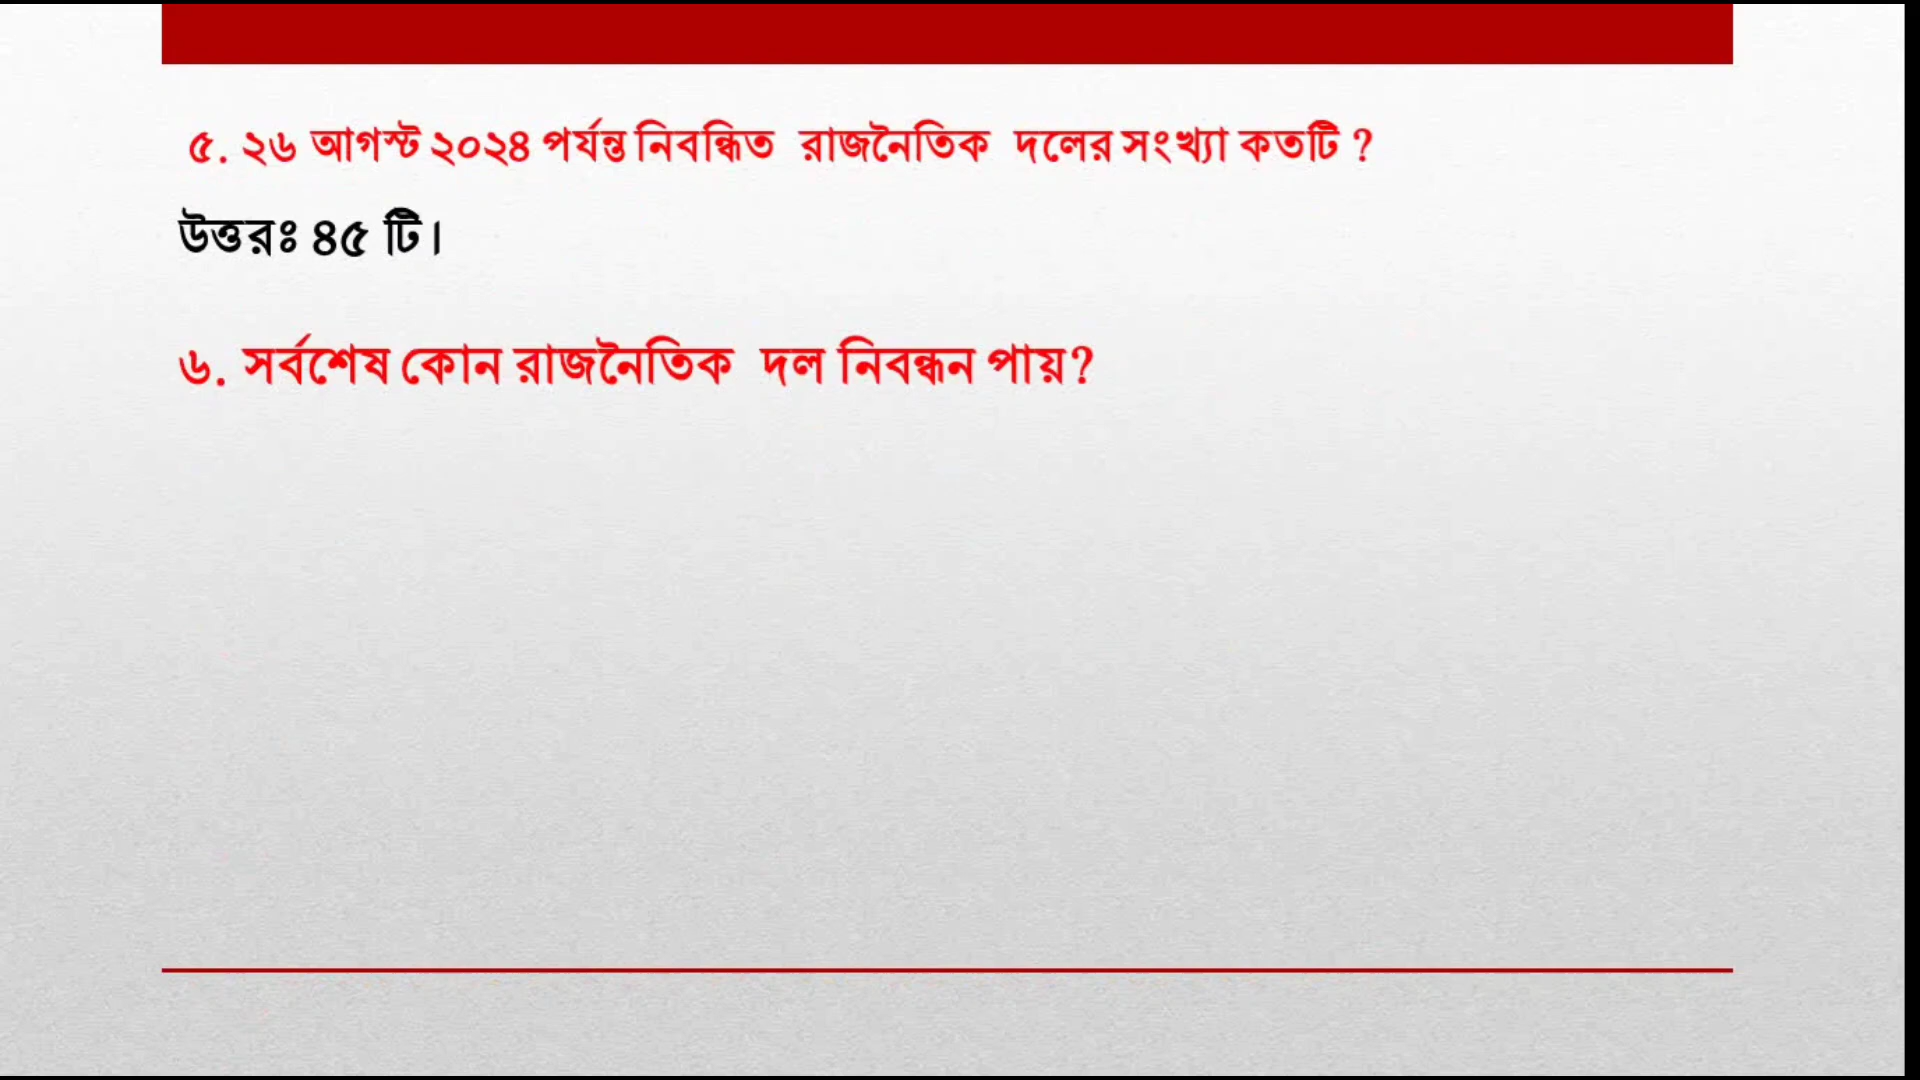 ৫. ২৬ আগস্ট ২০২৪ পর্যন্ত নিবন্ধিত রাজনৈতিক দলের সংখ্যা কতটি ?
উত্তরঃ ৪৫ টি।
৬. সর্বশেষ কোন রাজনৈতিক দল নিবন্ধন পায়?